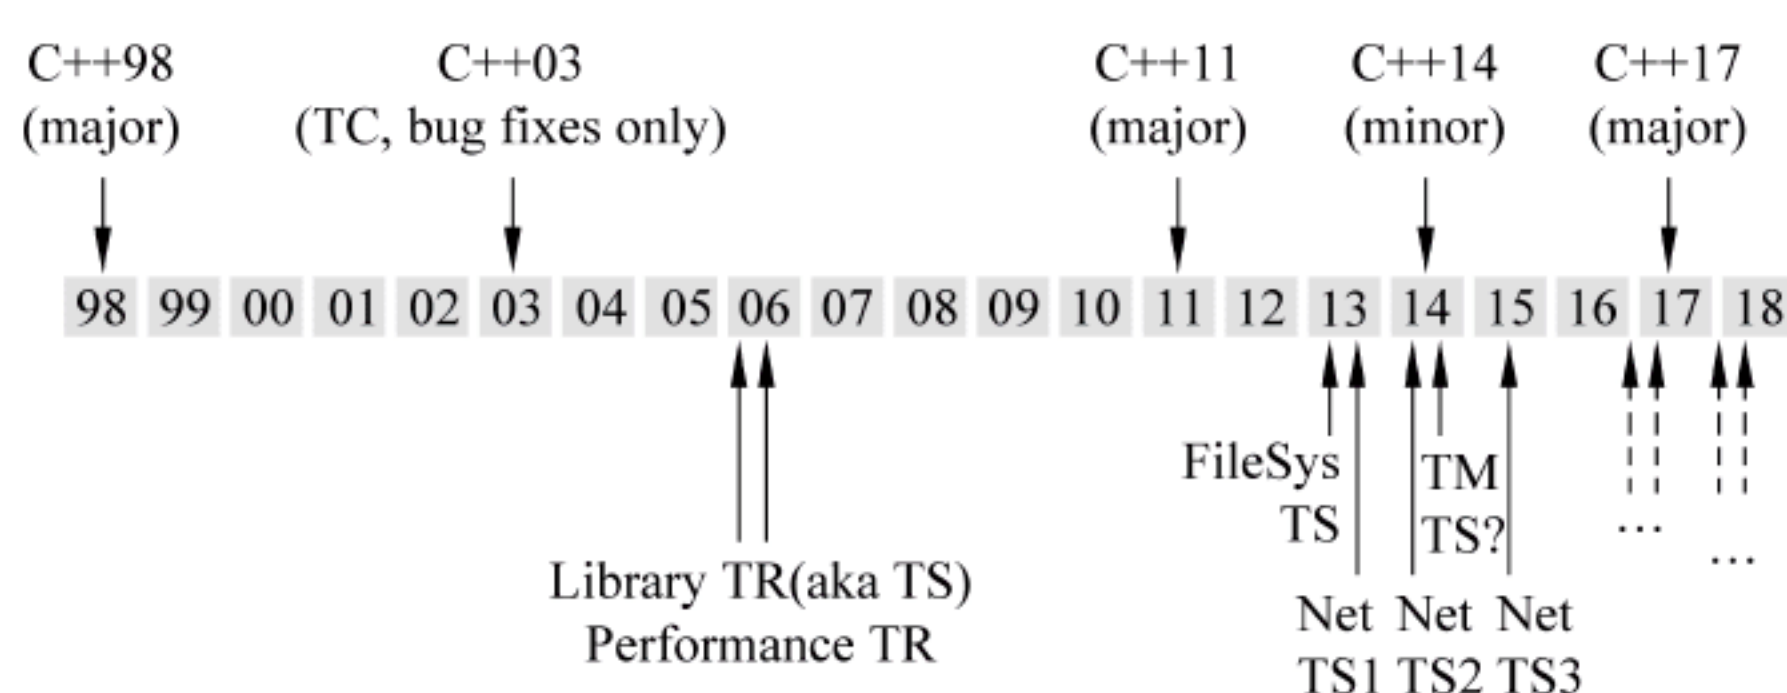 C++98 C++03 C++11 C++14 C++17
(major) (TC, bug fixes only) (major) (minor) (major)
98 99 00 01 02 03 04 05 06 07 08 09 10 11 12 13 14 15 16 17 18
FileSys TM
TS TS?
... ...
Library TR(aka TS)
Performance TR
Net Net Net
TS1 TS2 TS3